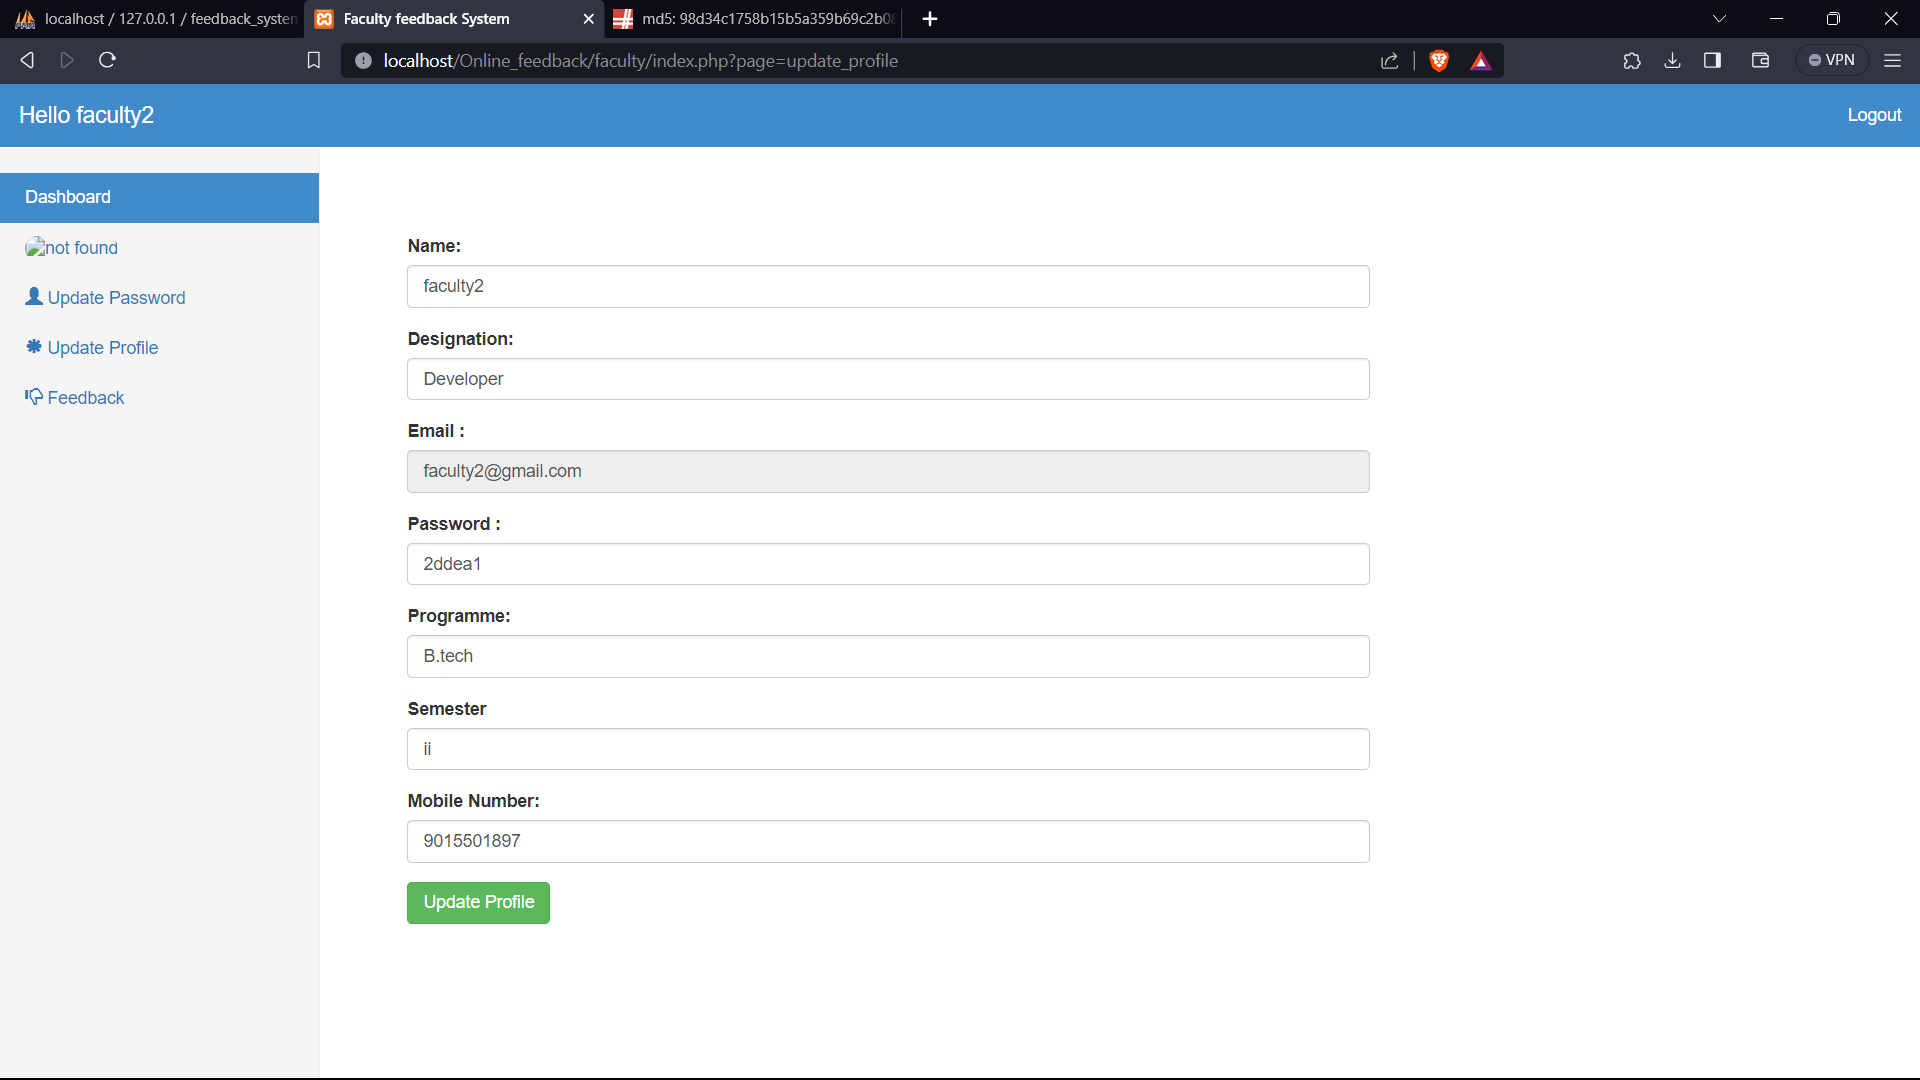 localhost / 127.0.0.1 / feedback_system
Faculty feedback System
md5: 98d34c1758b15b5a359b69c2b08
localhost/Online_feedback/faculty/index.php?page=update_profile
VPN
Hello faculty2
Logout
Dashboard
not found
Update Password
Update Profile
Feedback
Name:
faculty2
Designation:
Developer
Email :
faculty2@gmail.com
Password :
2ddea1
Programme:
B.tech
Semester
ii
Mobile Number:
9015501897
Update Profile